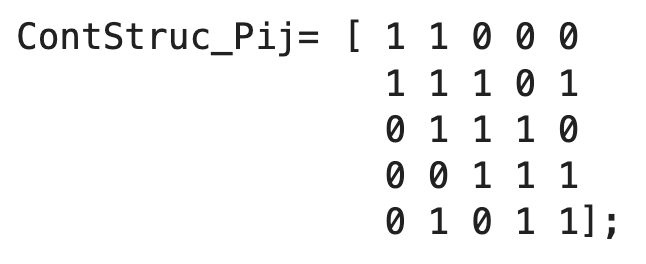 ContStruc_Pij= [ 1 1 0 0 0
1 1 1 0 1
0 1 1 1 0
0 0 1 1 1
0 1 0 1 1];